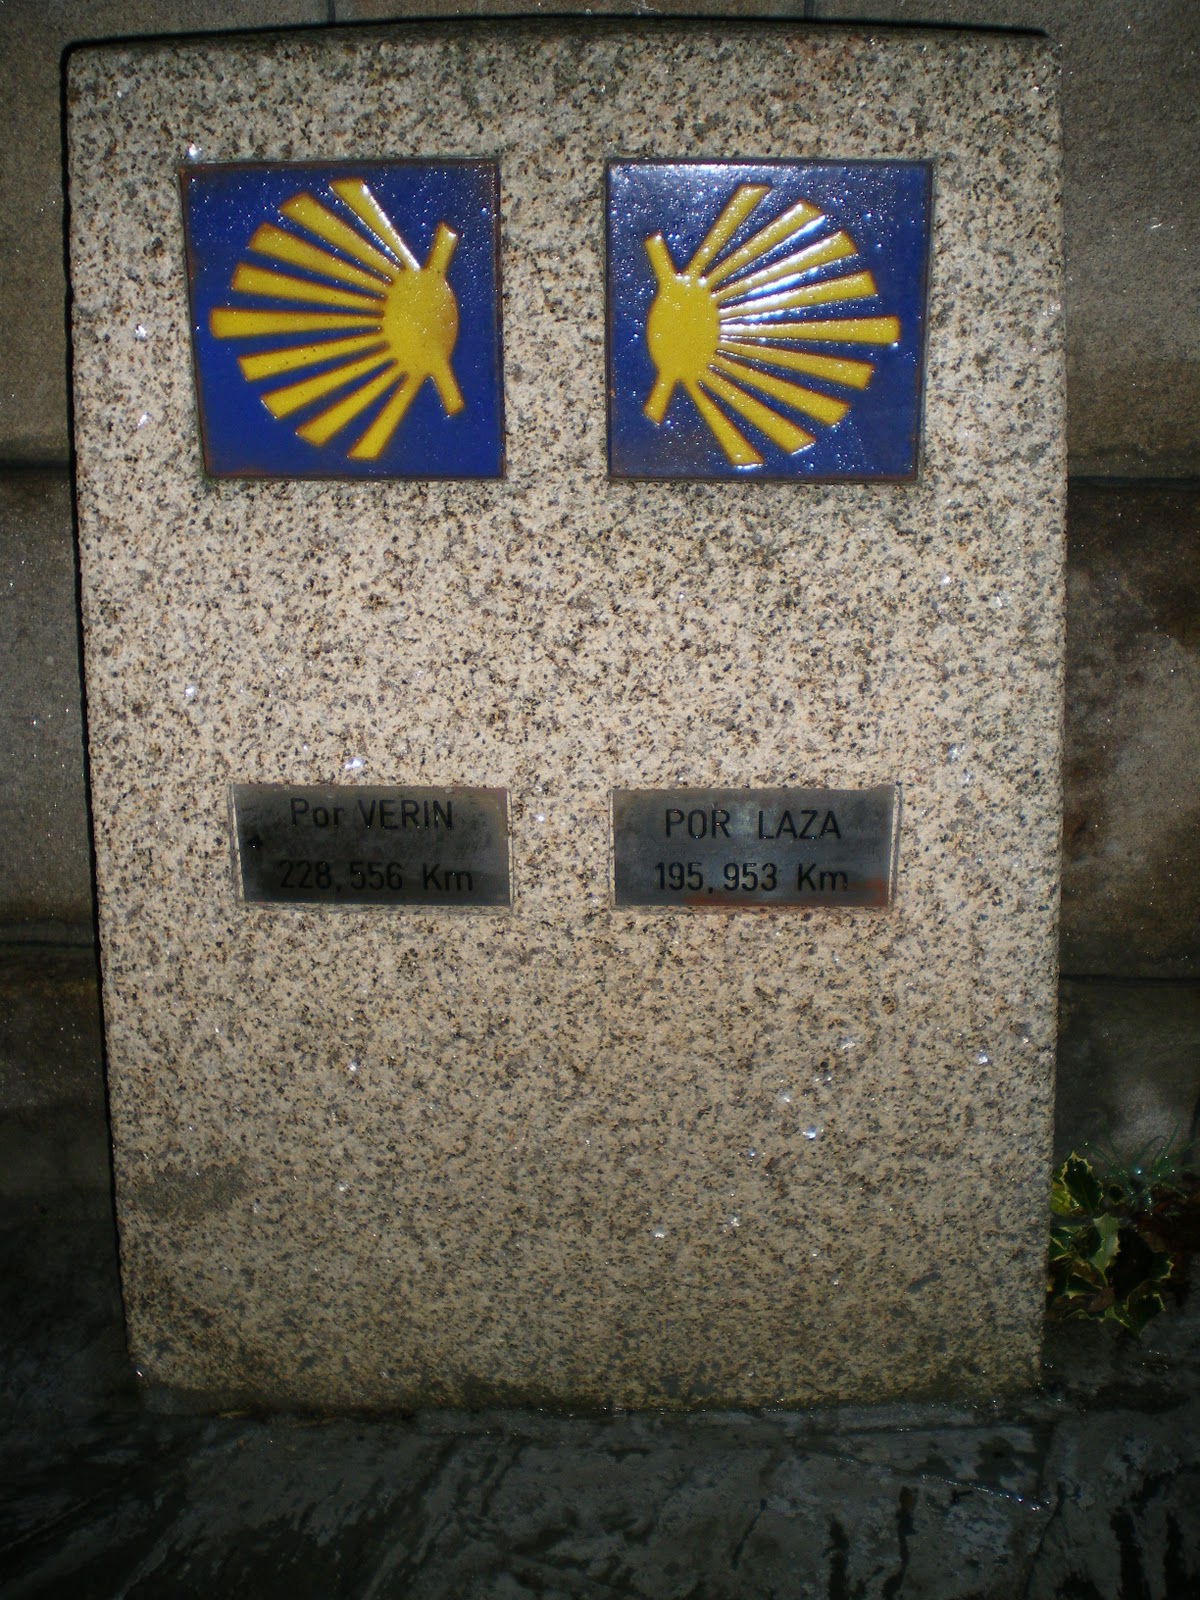 Por VERIN
228,556 Km
POR LAZA
195,953 Km